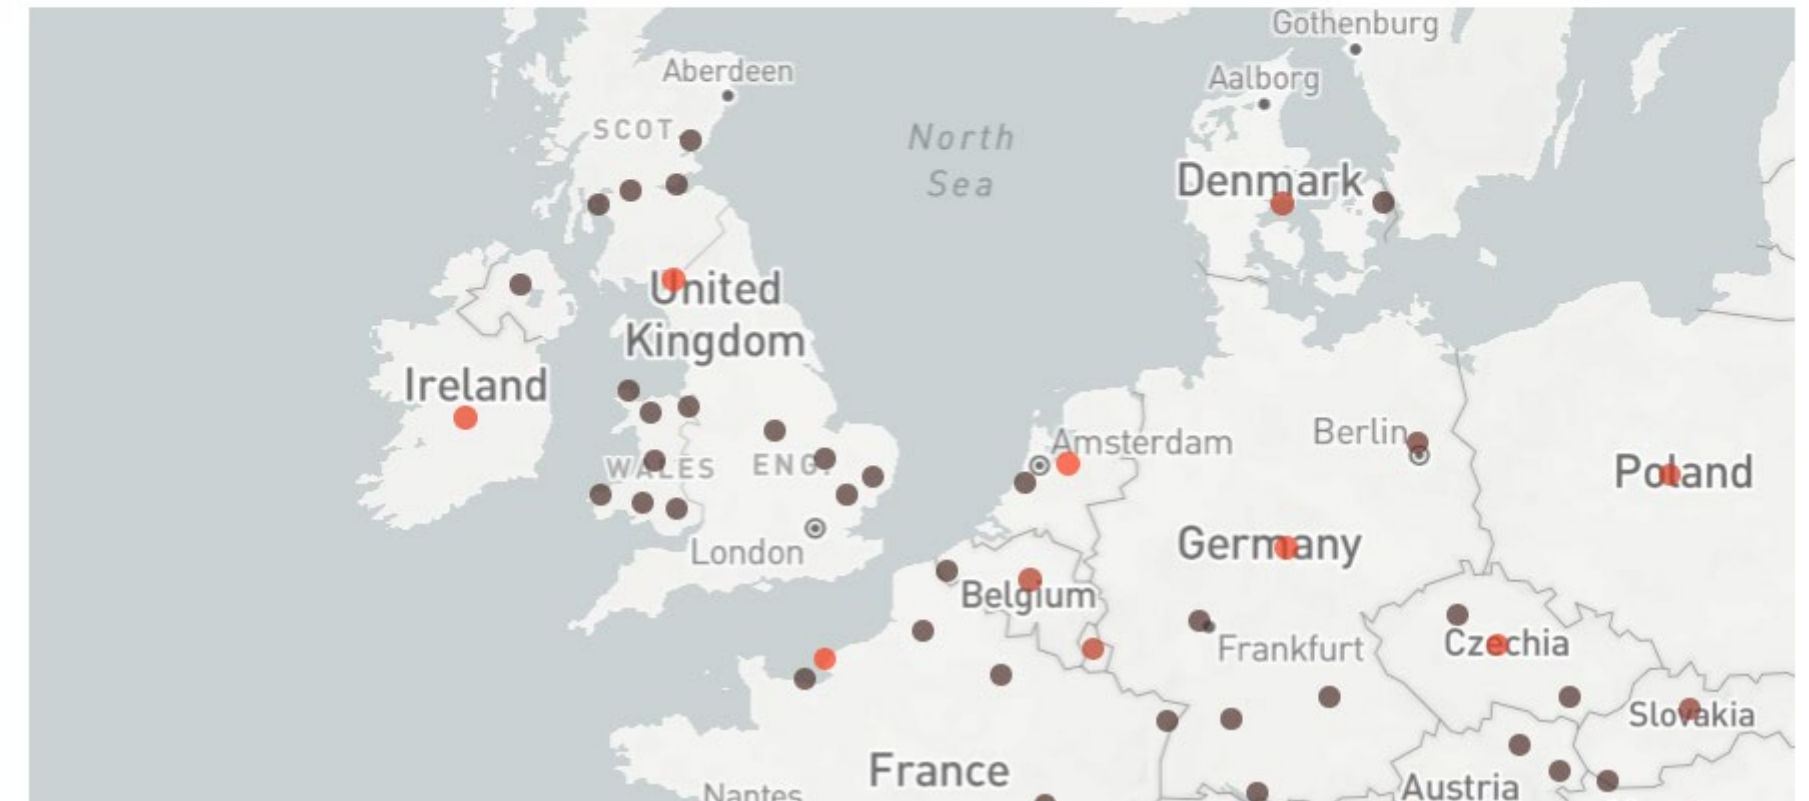 Gothenburg
Aberdeen
Aalborg
SCOT
North
Sea
Denmark
United
Kingdom
Ireland
Amsterdam
Berlin
WALES
ENG.
Poland
London
Germany
Belgium
Frankfurt
Czechia
Slovakia
France
Austria
Nantes